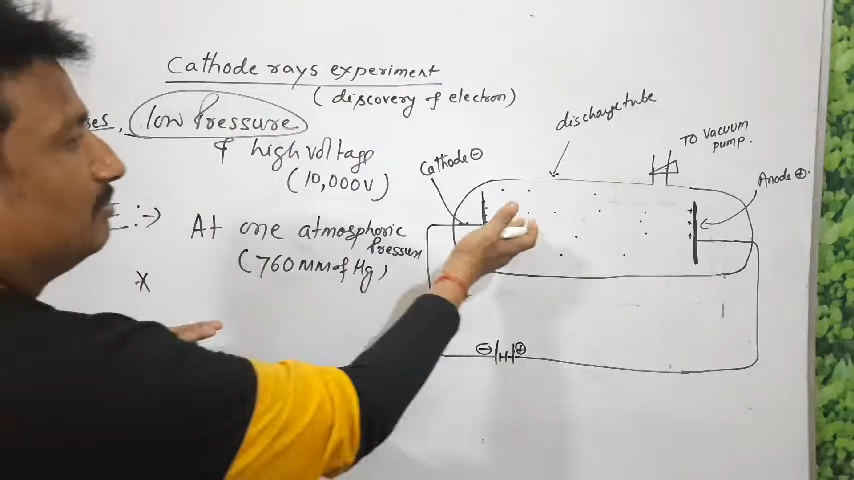 Cathode rays experiment
(discovery of electron)
low Pressure
& high voltage
(10,000V)
:-) At one atmosphoric
Pressure
(760 MM of Hg)
discharge tube
TO vacuum
pump.
Cathode ⊖
Anode ⊕
⊖ ⊕